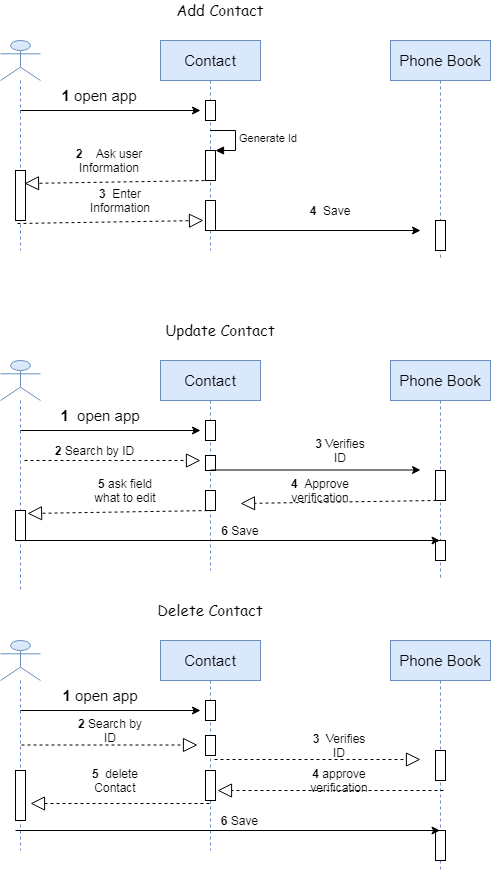 Add Contact
Contact
Phone Book
1 open app
Generate Id
2 Ask user
Information
3 Enter
Information
4 Save
Update Contact
Contact
Phone Book
1 open app
2 Search by ID
3 Verifies
ID
4 Approve
verification
5 ask field
what to edit
6 Save
Delete Contact
Contact
Phone Book
1 open app
2 Search by
ID
3 Verifies
ID
4 approve
verification
5 delete
Contact
6 Save